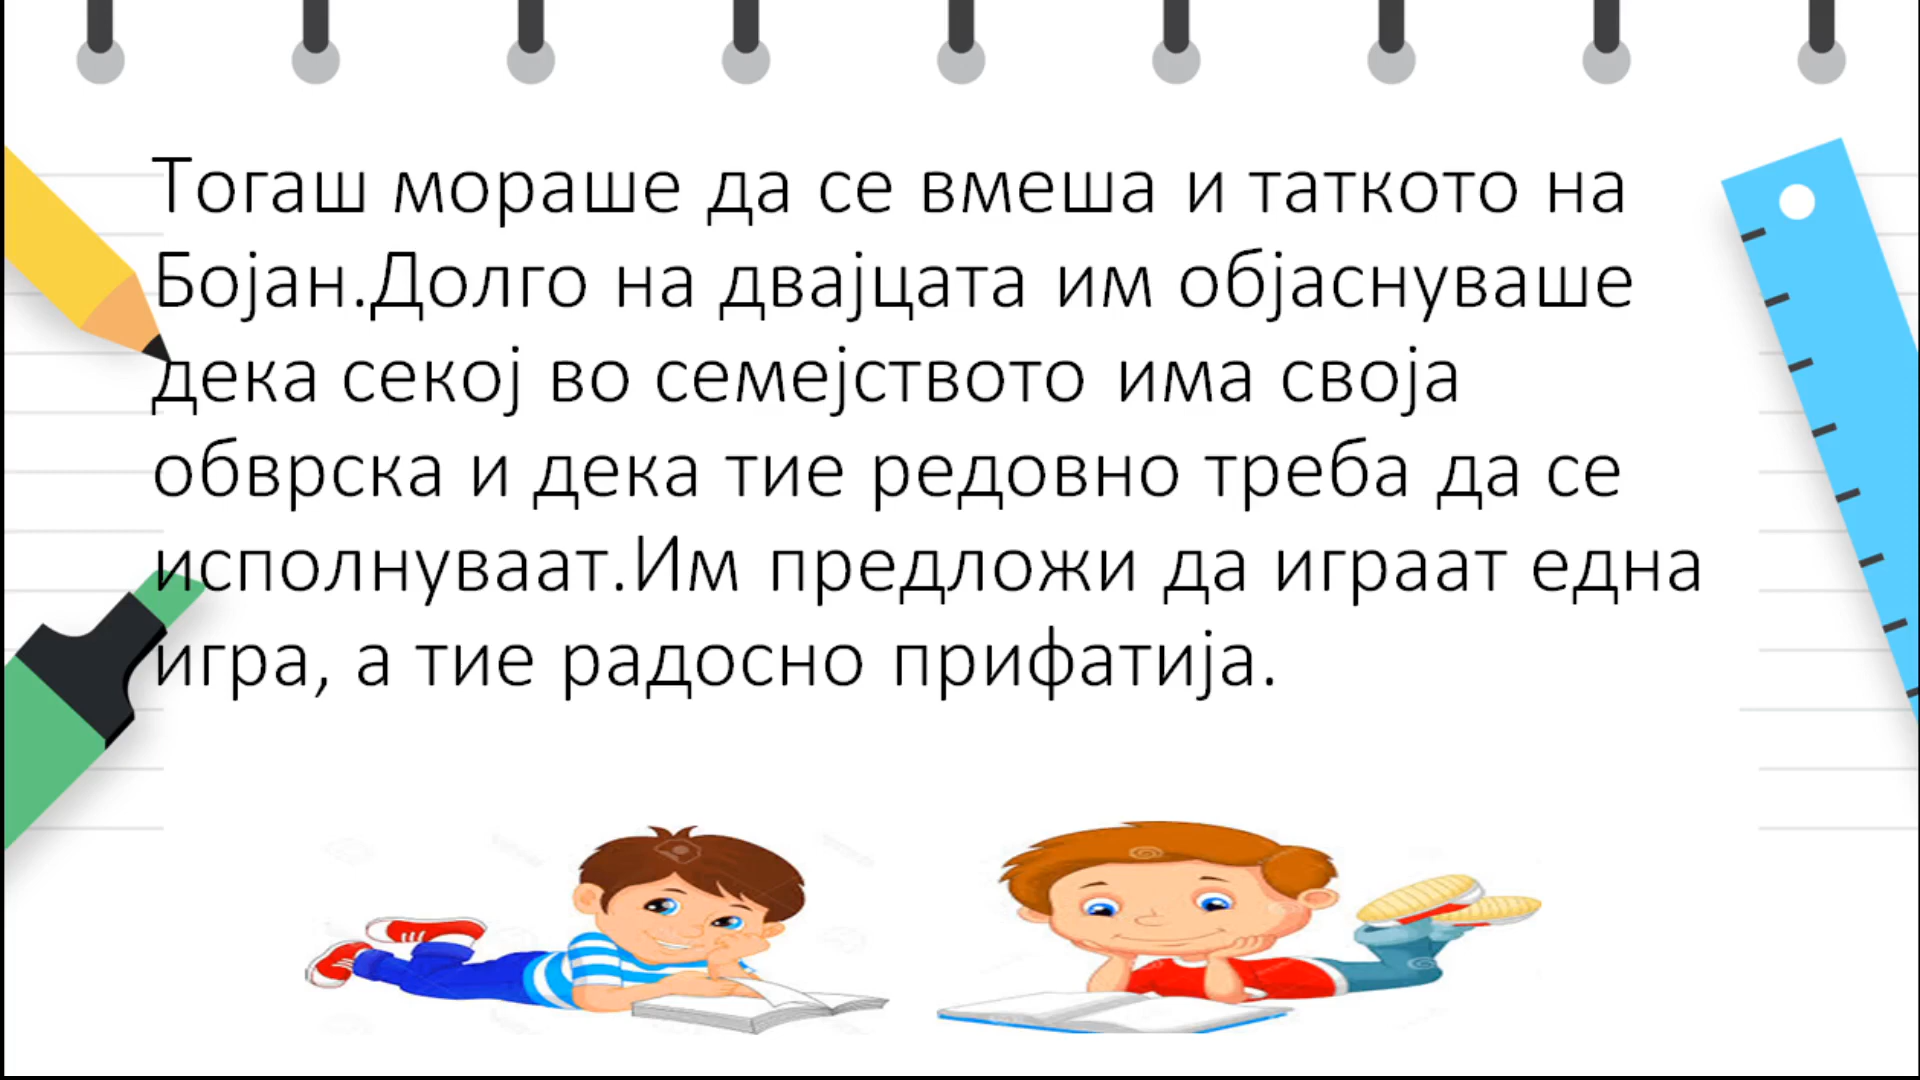 Тогаш мораше да се вмеша и таткото на
Бојан.Долго на двајцата им објаснуваше
дека секој во семејството има своја
обврска и дека тие редовно треба да се
исполнуваат.Им предложи да играат една
игра, а тие радосно прифатија.